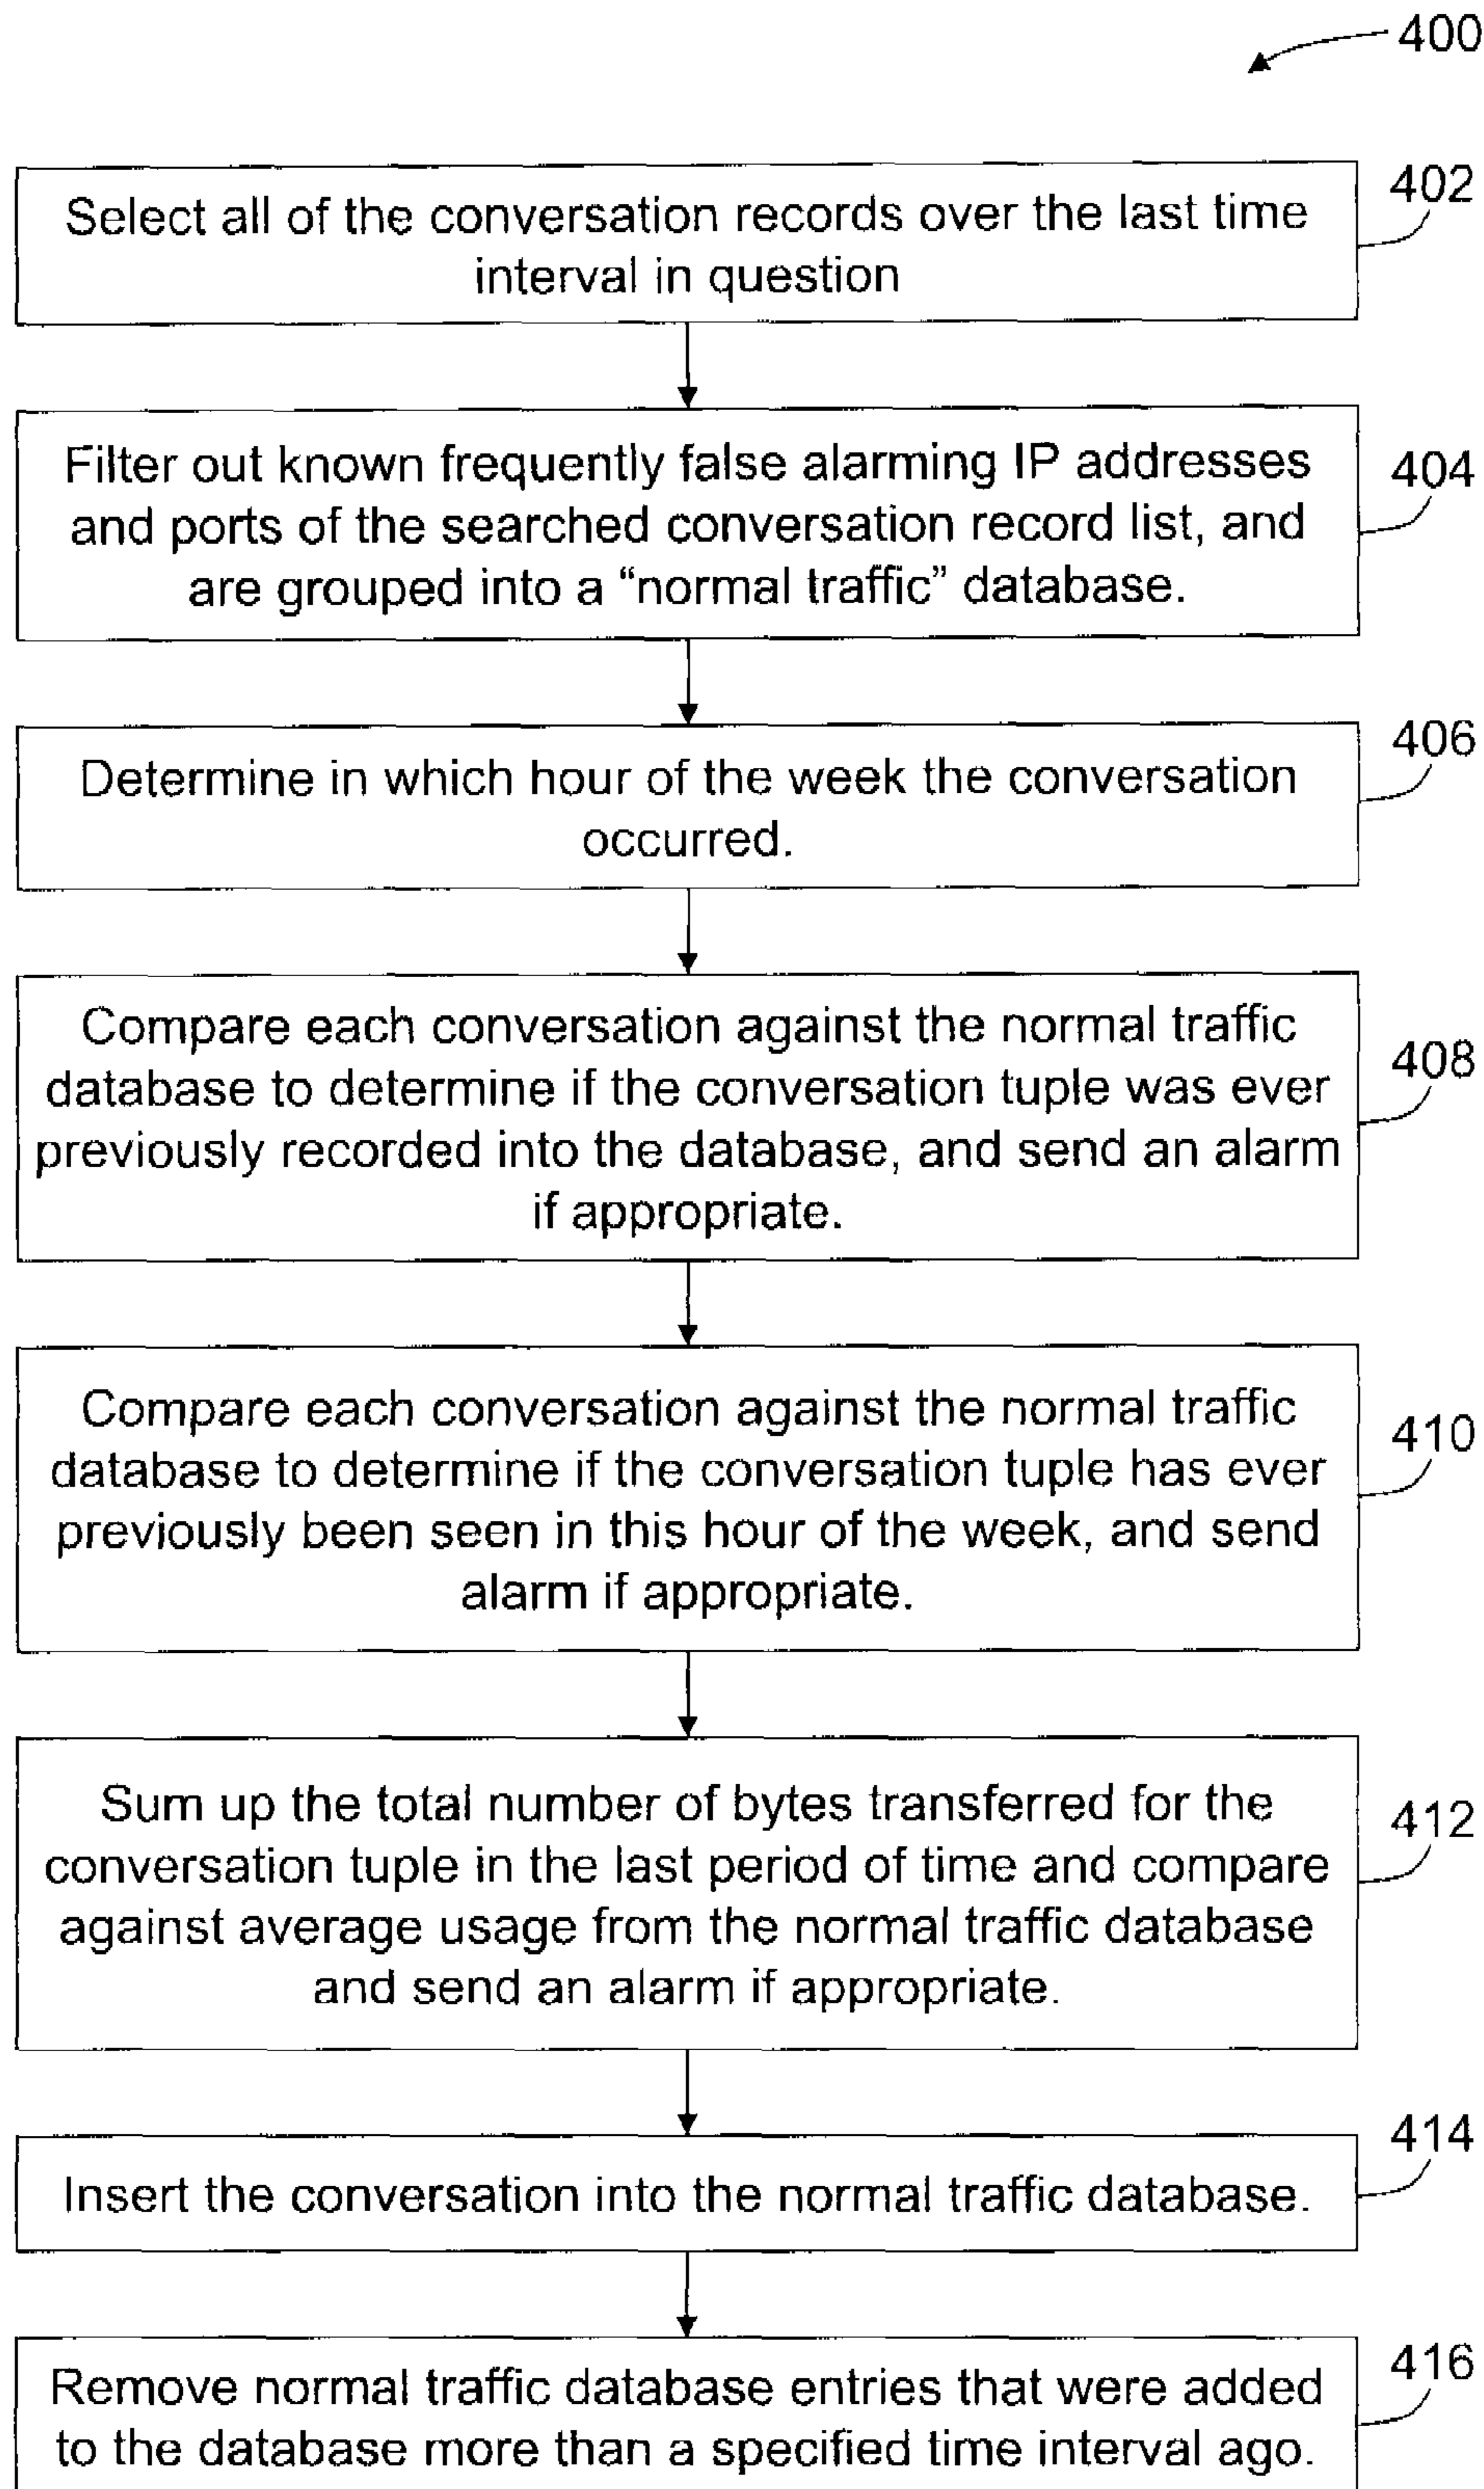 400
Select all of the conversation records over the last time
interval in question
402
Filter out known frequently false alarming IP addresses
and ports of the searched conversation record list, and
are grouped into a “normal traffic” database.
404
Determine in which hour of the week the conversation
occurred.
406
Compare each conversation against the normal traffic
database to determine if the conversation tuple was ever
previously recorded into the database, and send an alarm
if appropriate.
408
Compare each conversation against the normal traffic
database to determine if the conversation tuple has ever
previously been seen in this hour of the week, and send
alarm if appropriate.
410
Sum up the total number of bytes transferred for the
conversation tuple in the last period of time and compare
against average usage from the normal traffic database
and send an alarm if appropriate.
412
Insert the conversation into the normal traffic database.
414
Remove normal traffic database entries that were added
to the database more than a specified time interval ago.
416